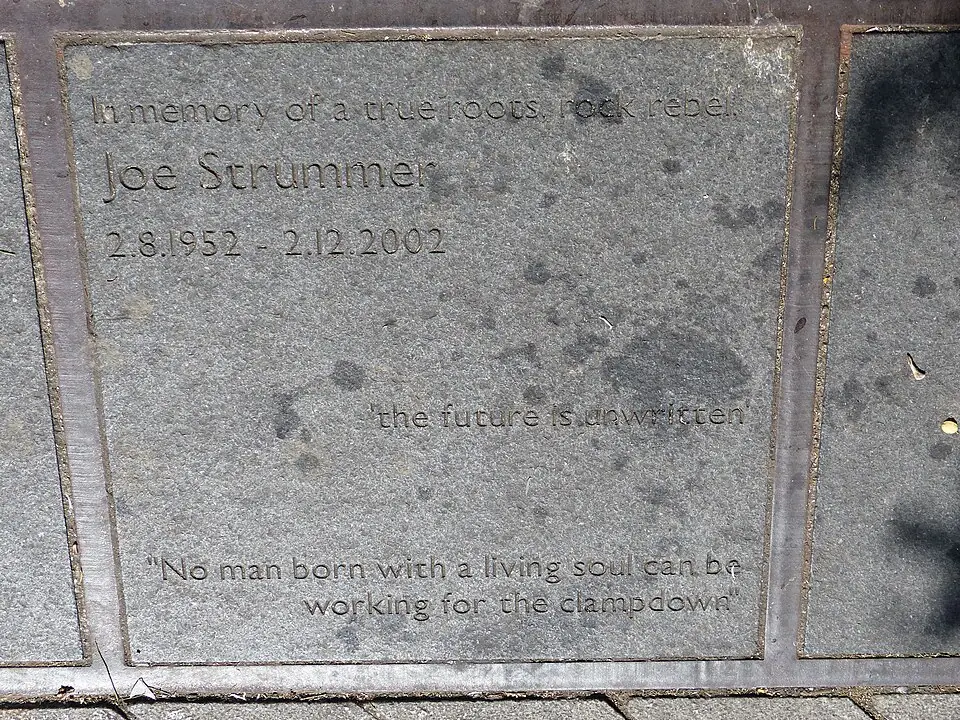 In memory of a true roots, rock rebel.
Joe Strummer
2.8.1952 - 2.12.2002
'the future is unwritten'
"No man born with a living soul can be
working for the clampdown"